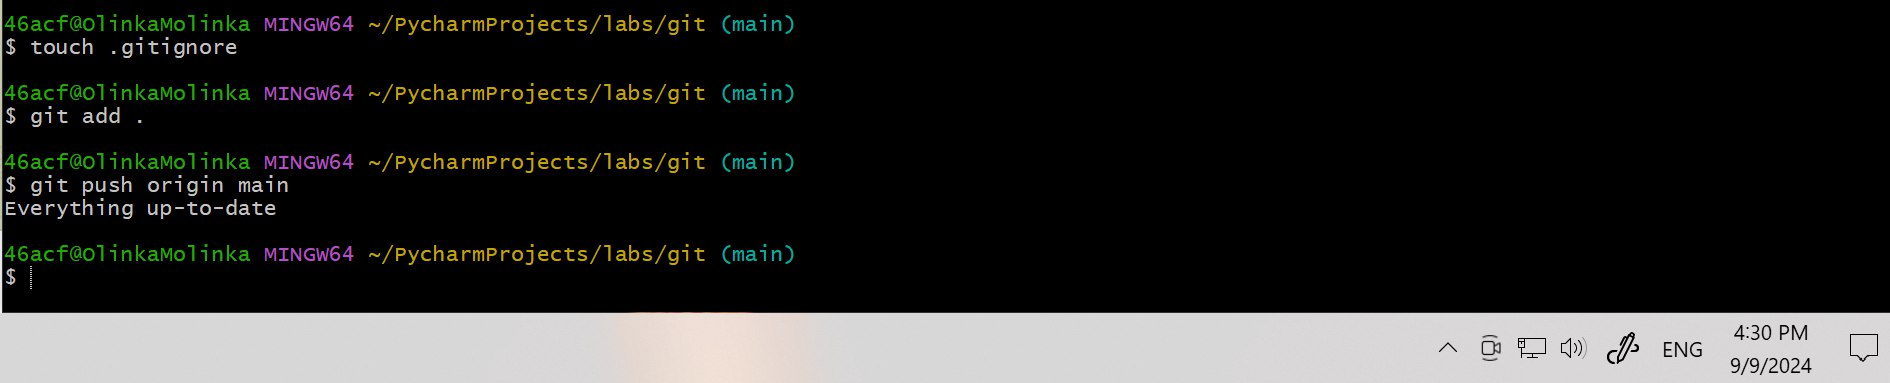 46acf@OlinkaMolinka MINGW64 ~/PycharmProjects/labs/git (main)
$ touch .gitignore
46acf@OlinkaMolinka MINGW64 ~/PycharmProjects/labs/git (main)
$ git add .
46acf@OlinkaMolinka MINGW64 ~/PycharmProjects/labs/git (main)
$ git push origin main
Everything up-to-date
46acf@OlinkaMolinka MINGW64 ~/PycharmProjects/labs/git (main)
$
ENG
4:30 PM
9/9/2024